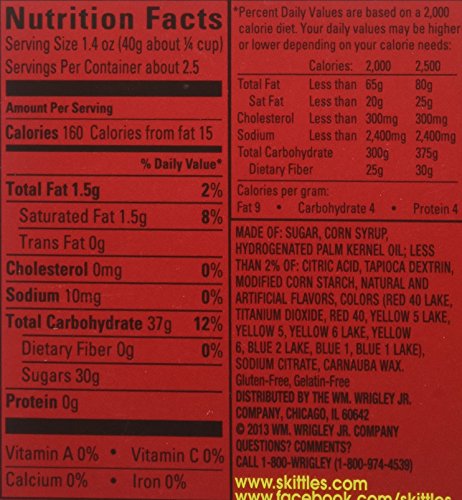 Nutrition Facts
Serving Size 1.4 oz (40g about ¼ cup)
Servings Per Container about 2.5
Amount Per Serving
Calories 160 Calories from fat 15
% Daily Value*
Total Fat 1.5g 2%
Saturated Fat 1.5g 8%
Trans Fat 0g
Cholesterol 0mg 0%
Sodium 10mg 0%
Total Carbohydrate 37g 12%
Dietary Fiber 0g 0%
Sugars 30g
Protein 0g
Vitamin A 0% • Vitamin C 0%
Calcium 0% • Iron 0%
*Percent Daily Values are based on a 2,000
calorie diet. Your daily values may be higher
or lower depending on your calorie needs:
Calories: 2,000 2,500
Total Fat Less than 65g 80g
Sat Fat Less than 20g 25g
Cholesterol Less than 300mg 300mg
Sodium Less than 2,400mg 2,400mg
Total Carbohydrate 300g 375g
Dietary Fiber 25g 30g
Calories per gram:
Fat 9 • Carbohydrate 4 • Protein 4
MADE OF: SUGAR, CORN SYRUP,
HYDROGENATED PALM KERNEL OIL; LESS
THAN 2% OF: CITRIC ACID, TAPIOCA DEXTRIN,
MODIFIED CORN STARCH, NATURAL AND
ARTIFICIAL FLAVORS, COLORS (RED 40 LAKE,
TITANIUM DIOXIDE, RED 40, YELLOW 5 LAKE,
YELLOW 5, YELLOW 6 LAKE, YELLOW
6, BLUE 2 LAKE, BLUE 1, BLUE 1 LAKE),
SODIUM CITRATE, CARNAUBA WAX.
Gluten-Free, Gelatin-Free
DISTRIBUTED BY THE WM. WRIGLEY JR.
COMPANY, CHICAGO, IL 60642
© 2013 WM. WRIGLEY JR. COMPANY
QUESTIONS? COMMENTS?
CALL 1-800-WRIGLEY (1-800-974-4539)
www.skittles.com
www.facebook.com/skittles